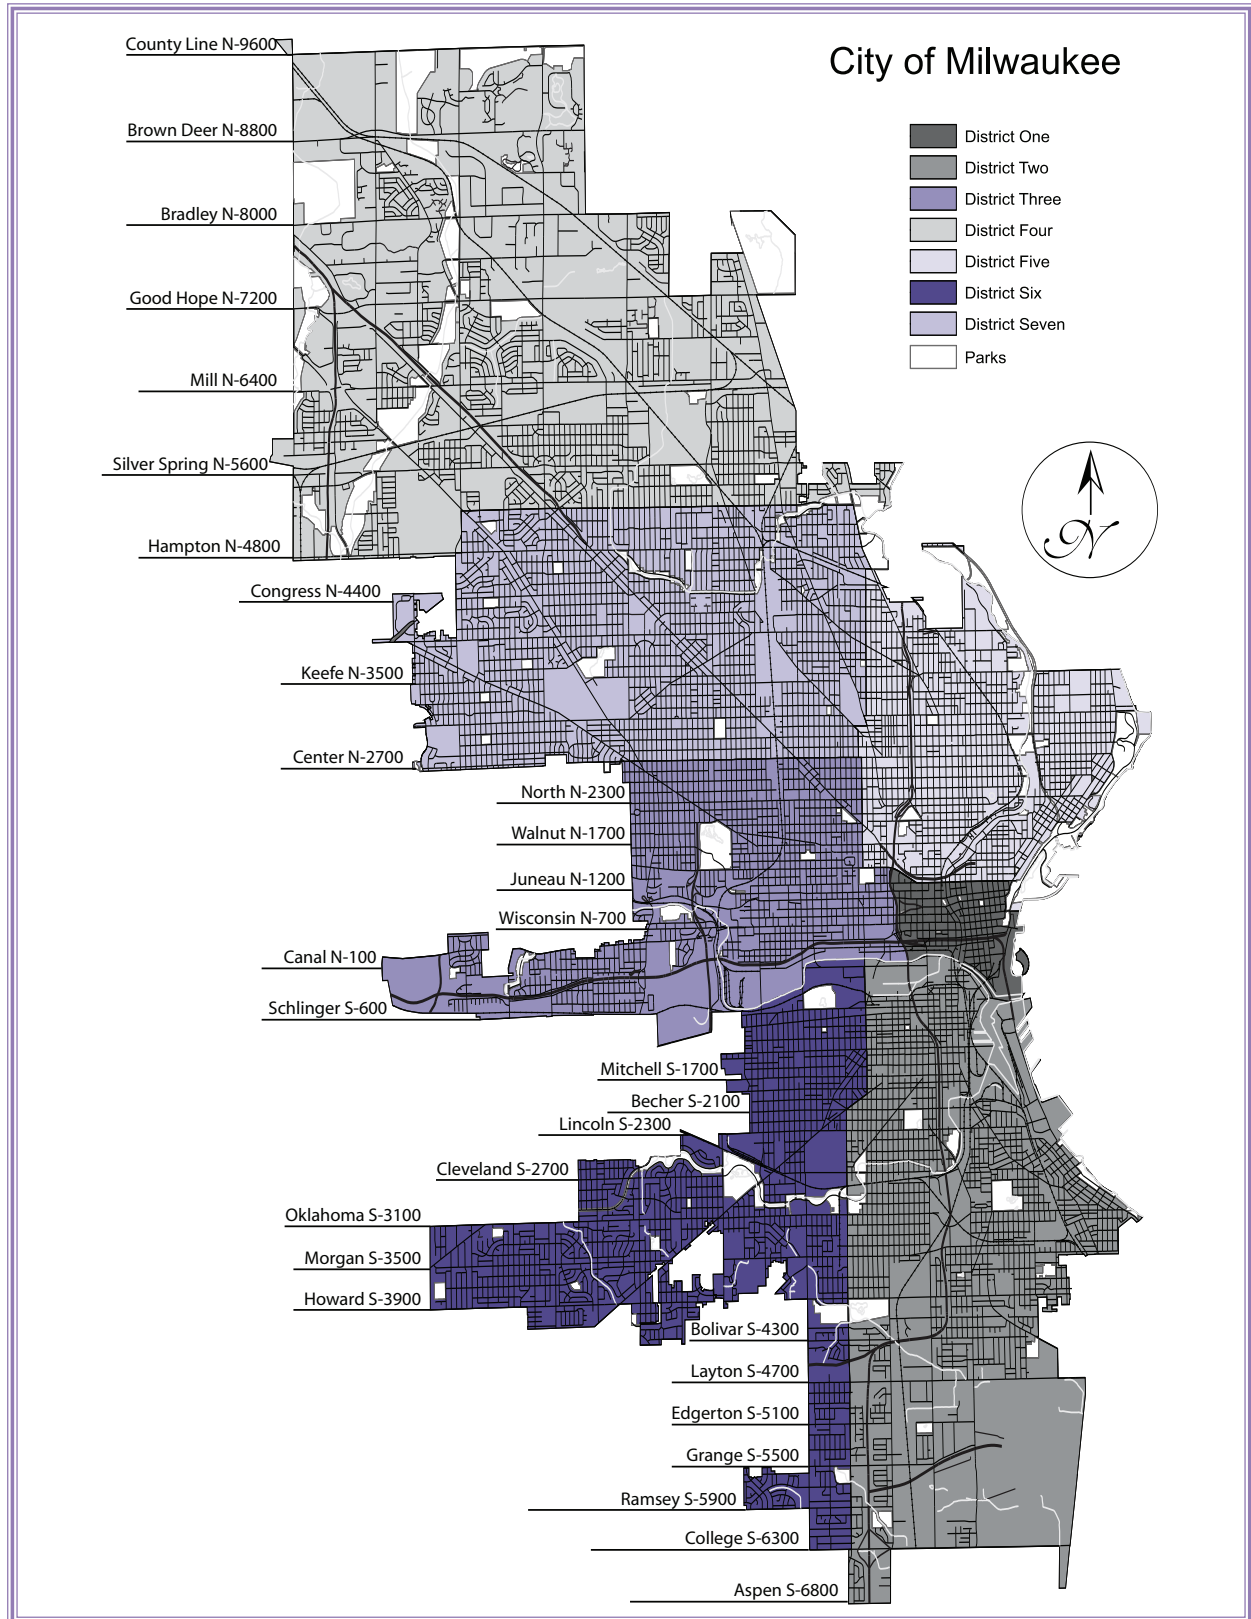 City of Milwaukee
District One
District Two
District Three
District Four
District Five
District Six
District Seven
Parks
N
County Line N-9600
Brown Deer N-8800
Bradley N-8000
Good Hope N-7200
Mill N-6400
Silver Spring N-5600
Hampton N-4800
Congress N-4400
Keefe N-3500
Center N-2700
North N-2300
Walnut N-1700
Juneau N-1200
Wisconsin N-700
Canal N-100
Schlinger S-600
Mitchell S-1700
Becher S-2100
Lincoln S-2300
Cleveland S-2700
Oklahoma S-3100
Morgan S-3500
Howard S-3900
Bolivar S-4300
Layton S-4700
Edgerton S-5100
Grange S-5500
Ramsey S-5900
College S-6300
Aspen S-6800